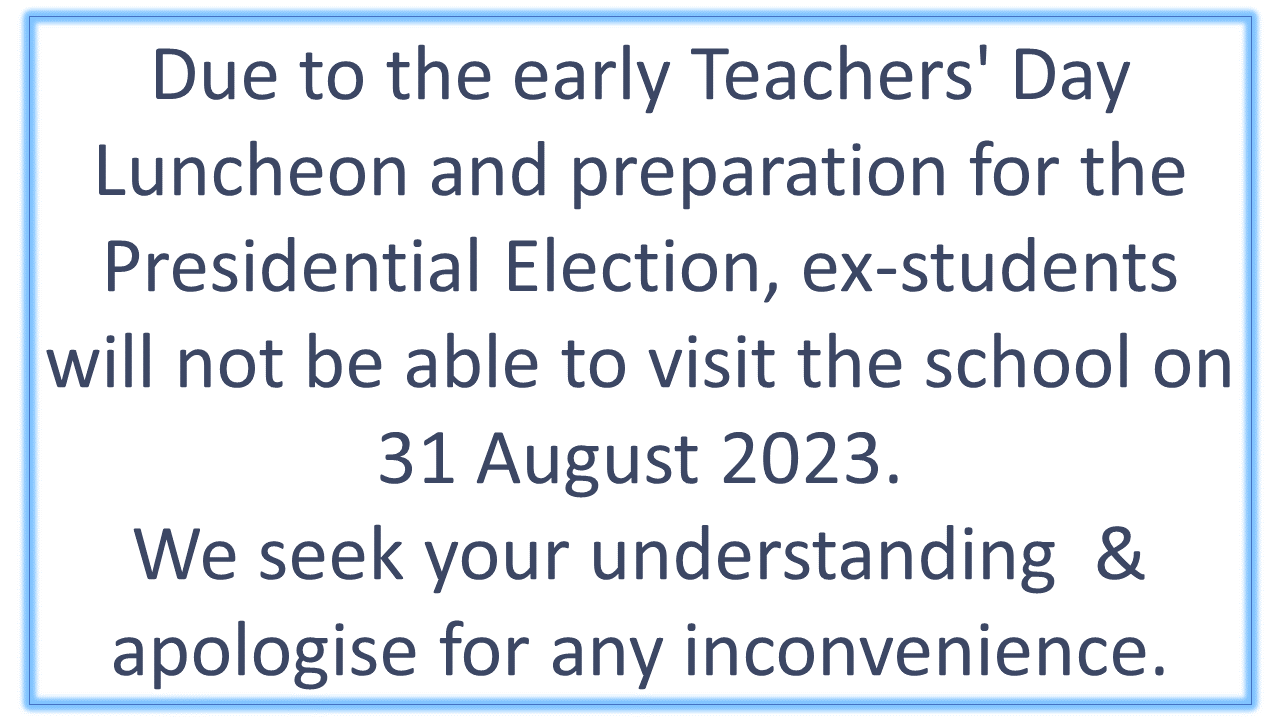 Due to the early Teachers' Day
Luncheon and preparation for the
Presidential Election, ex-students
will not be able to visit the school on
31 August 2023.
We seek your understanding  &
apologise for any inconvenience.